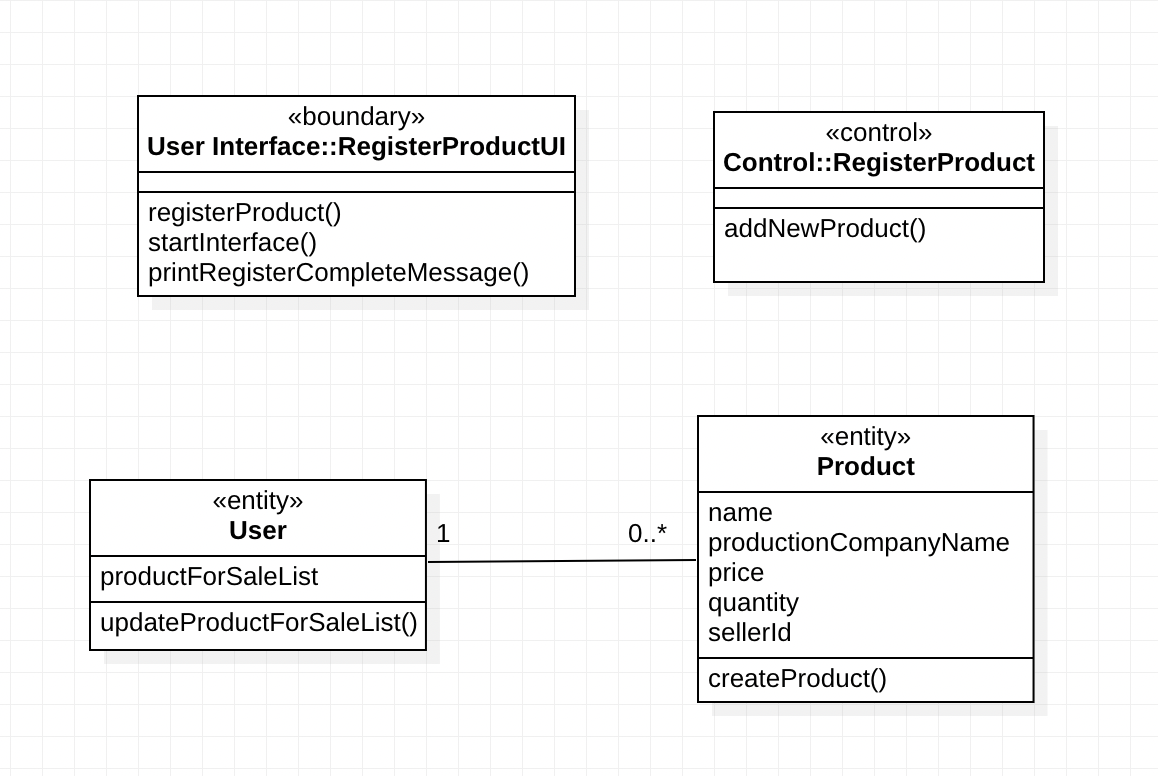 «boundary»
User Interface::RegisterProductUI
registerProduct()
startInterface()
printRegisterCompleteMessage()
«control»
Control::RegisterProduct
addNewProduct()
«entity»
User
productForSaleList
updateProductForSaleList()
1
0..*
«entity»
Product
name
productionCompanyName
price
quantity
sellerId
createProduct()